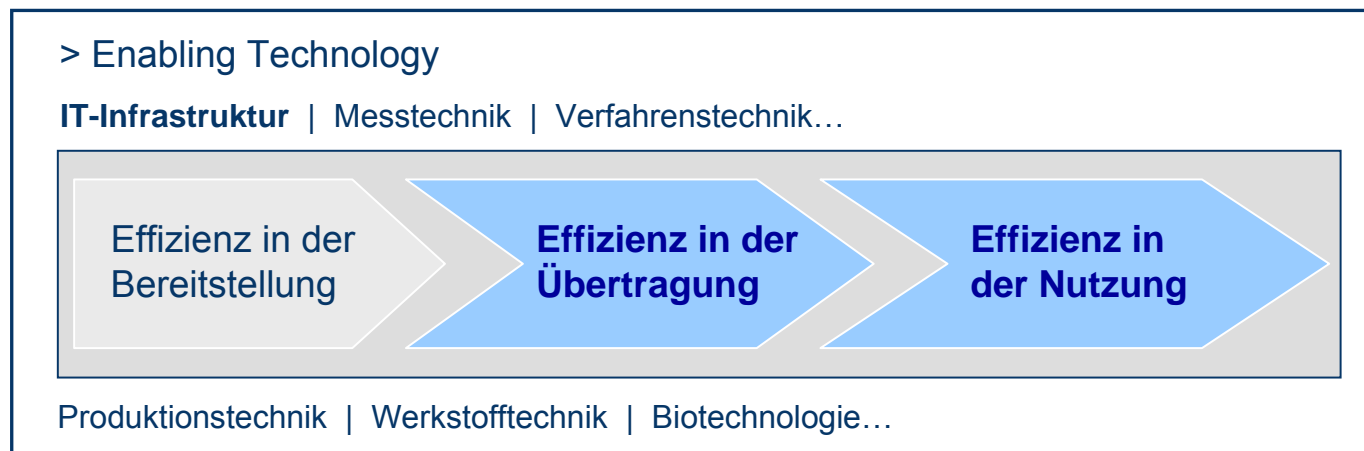 > Enabling Technology
IT-Infrastruktur | Messtechnik | Verfahrenstechnik…
Effizienz in der
Bereitstellung
Effizienz in der
Übertragung
Effizienz in
der Nutzung
Produktionstechnik | Werkstofftechnik | Biotechnologie…